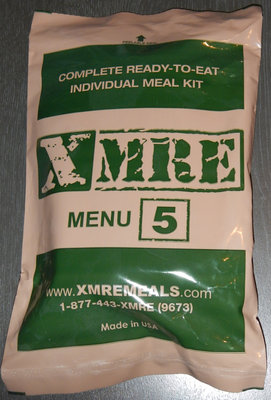 COMPLETE READY-TO-EAT
INDIVIDUAL MEAL KIT
XMRE
MENU 5
www.XMREMEALS.com
1-877-443-XMRE (9673)
Made in USA